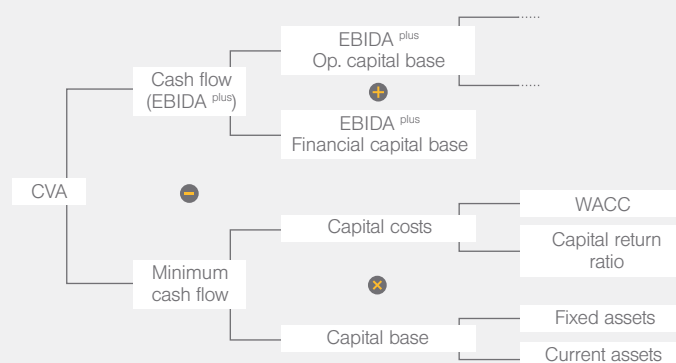 EBIDA plus
Op. capital base
Cash flow
(EBIDA plus)
+
EBIDA plus
Financial capital base
CVA
−
WACC
Capital costs
Capital return
ratio
Minimum
cash flow
×
Fixed assets
Capital base
Current assets